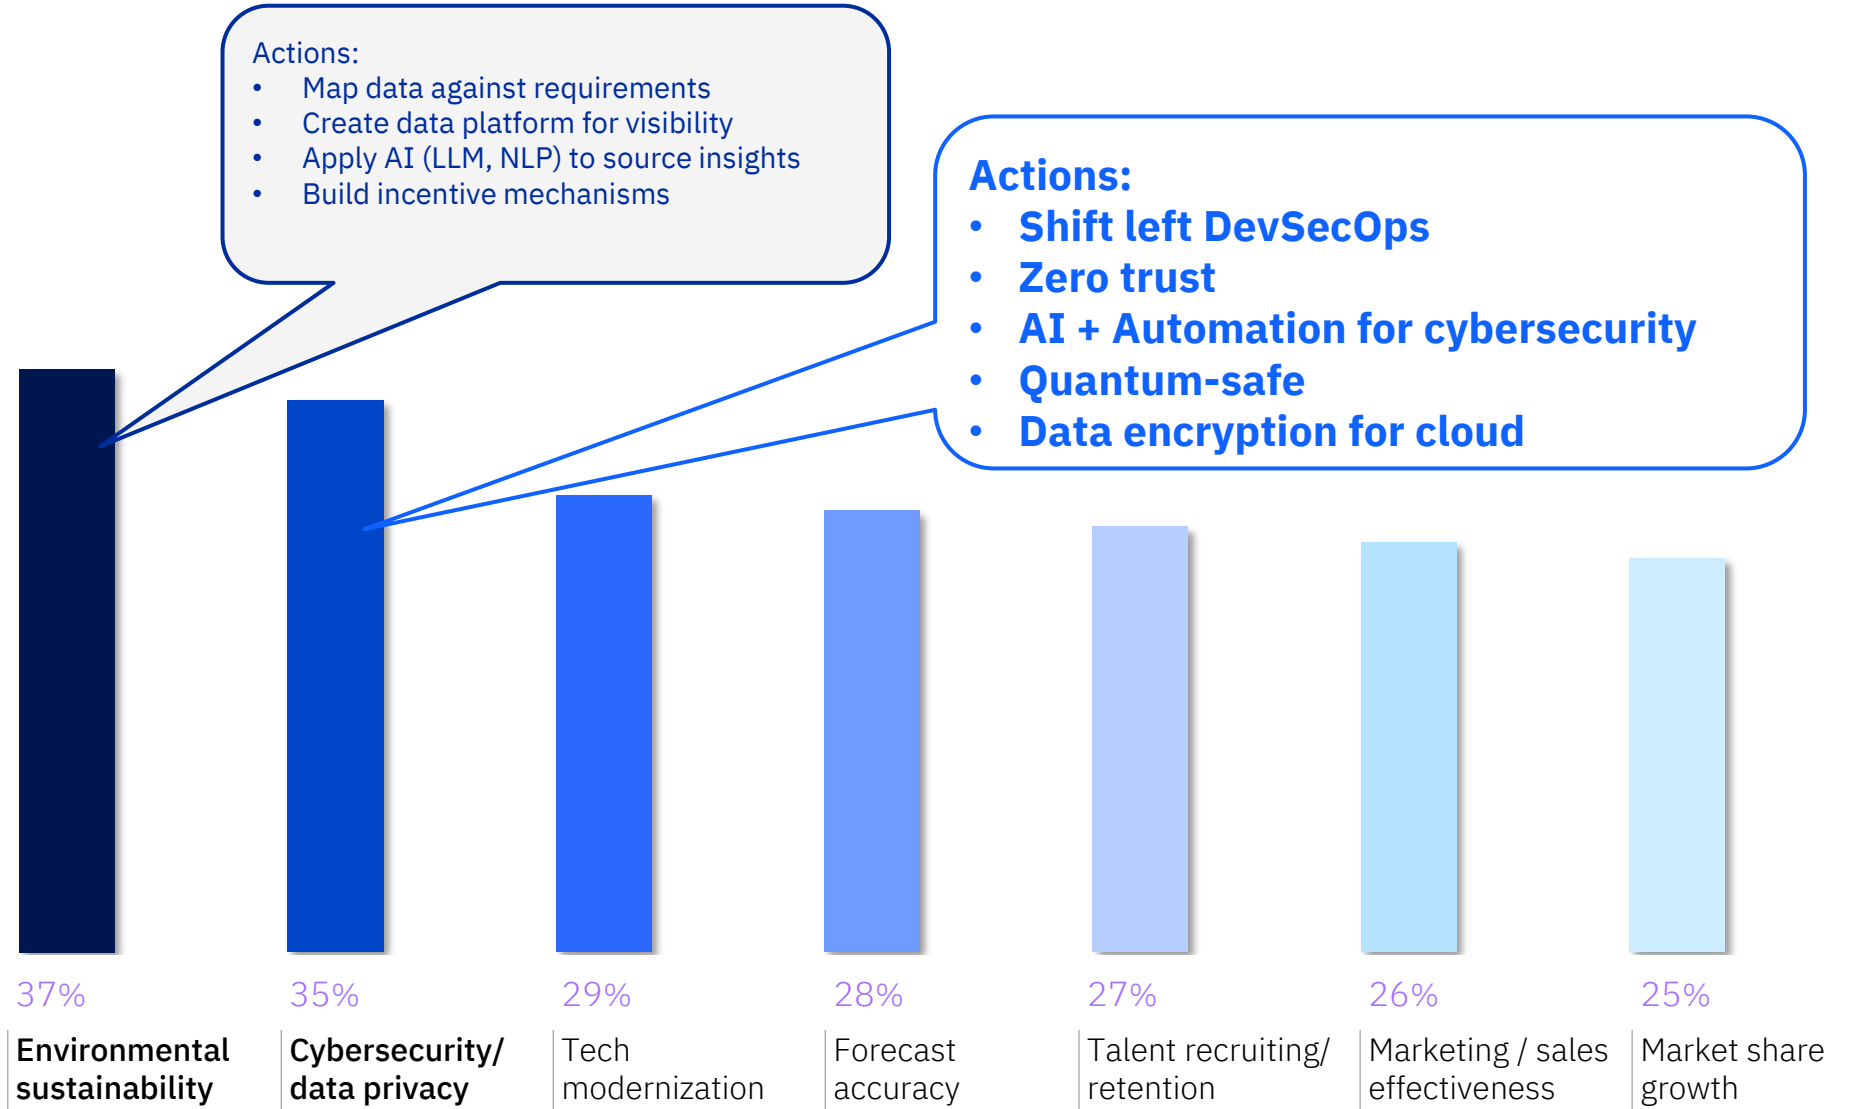 Actions:
• Map data against requirements
• Create data platform for visibility
• Apply AI (LLM, NLP) to source insights
• Build incentive mechanisms
Actions:
• Shift left DevSecOps
• Zero trust
• AI + Automation for cybersecurity
• Quantum-safe
• Data encryption for cloud
37%
Environmental
sustainability
35%
Cybersecurity/
data privacy
29%
Tech
modernization
28%
Forecast
accuracy
27%
Talent recruiting/
retention
26%
Marketing / sales
effectiveness
25%
Market share
growth